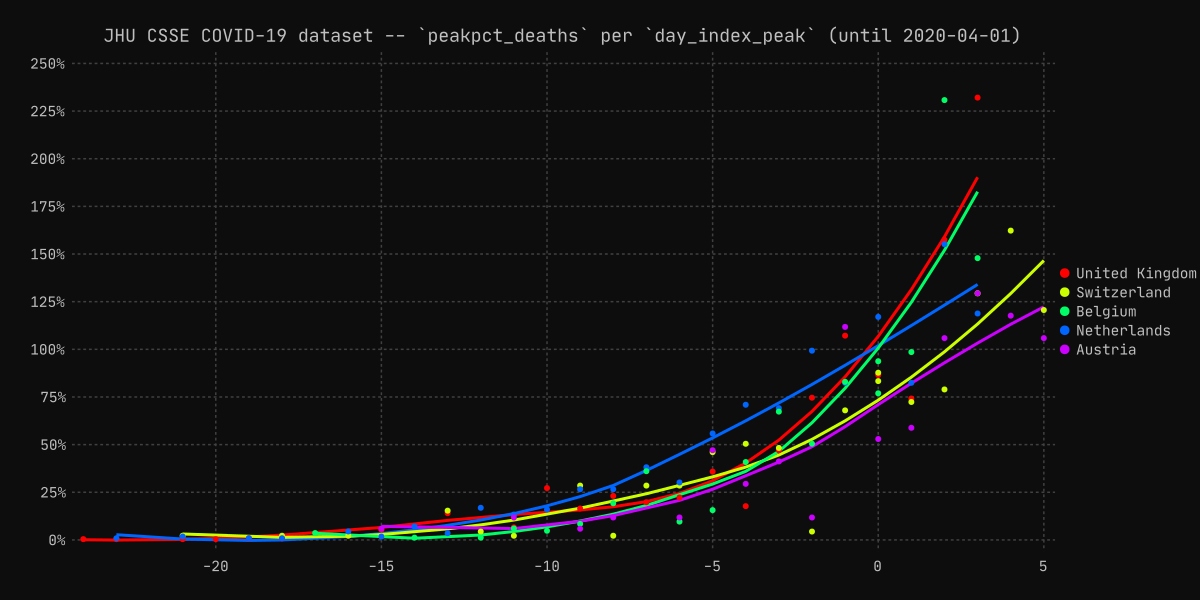 JHU CSSE COVID-19 dataset -- `peakpct_deaths` per `day_index_peak` (until 2020-04-01)
250%
225%
200%
175%
150%
125%
100%
75%
50%
25%
0%
-20 -15 -10 -5 0 5
United Kingdom
Switzerland
Belgium
Netherlands
Austria